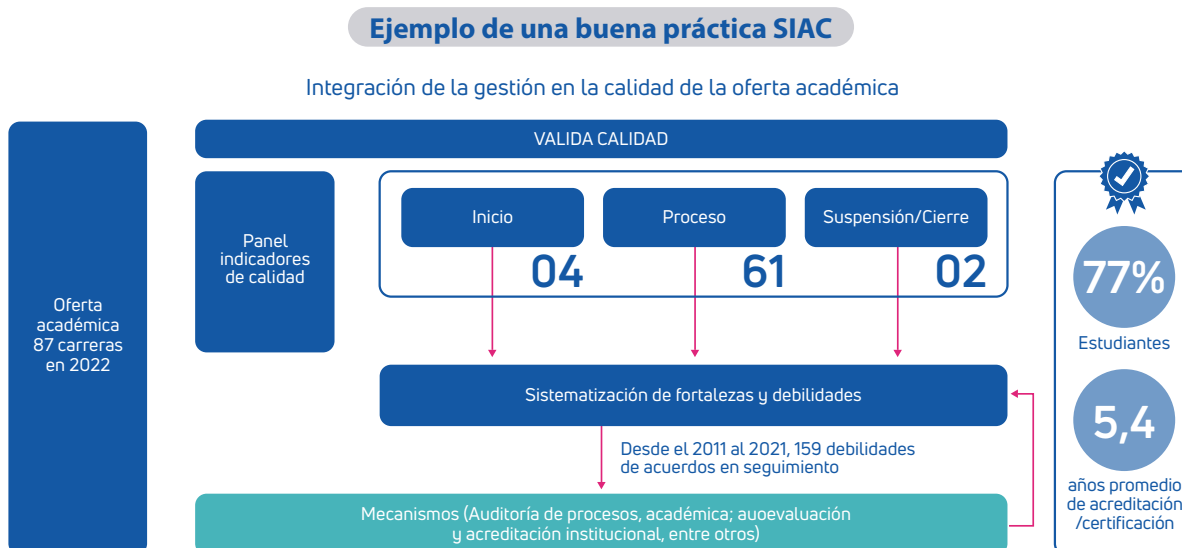 Ejemplo de una buena práctica SIAC
Integración de la gestión en la calidad de la oferta académica
Oferta
académica
87 carreras
en 2022
VALIDA CALIDAD
Panel
indicadores
de calidad
Inicio
04
Proceso
61
Suspensión/Cierre
02
Sistematización de fortalezas y debilidades
Desde el 2011 al 2021, 159 debilidades
de acuerdos en seguimiento
Mecanismos (Auditoría de procesos, académica; auoevaluación
y acreditación institucional, entre otros)
77%
Estudiantes
5,4
años promedio
de acreditación
/certificación